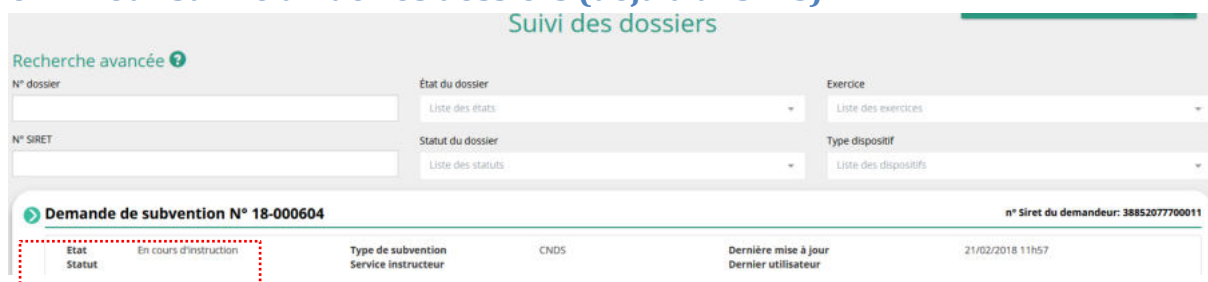 Suivi des dossiers
Recherche avancée ?
N° dossier
État du dossier
Exercice
Liste des états
Liste des exercices
N° SIRET
Statut du dossier
Type dispositif
Liste des statuts
Liste des dispositifs
Demande de subvention N° 18-000604
n° Siret du demandeur: 38852077700011
Etat En cours d'instruction Type de subvention CNDS Dernière mise à jour 21/02/2018 11h57
Statut Service instructeur Dernier utilisateur